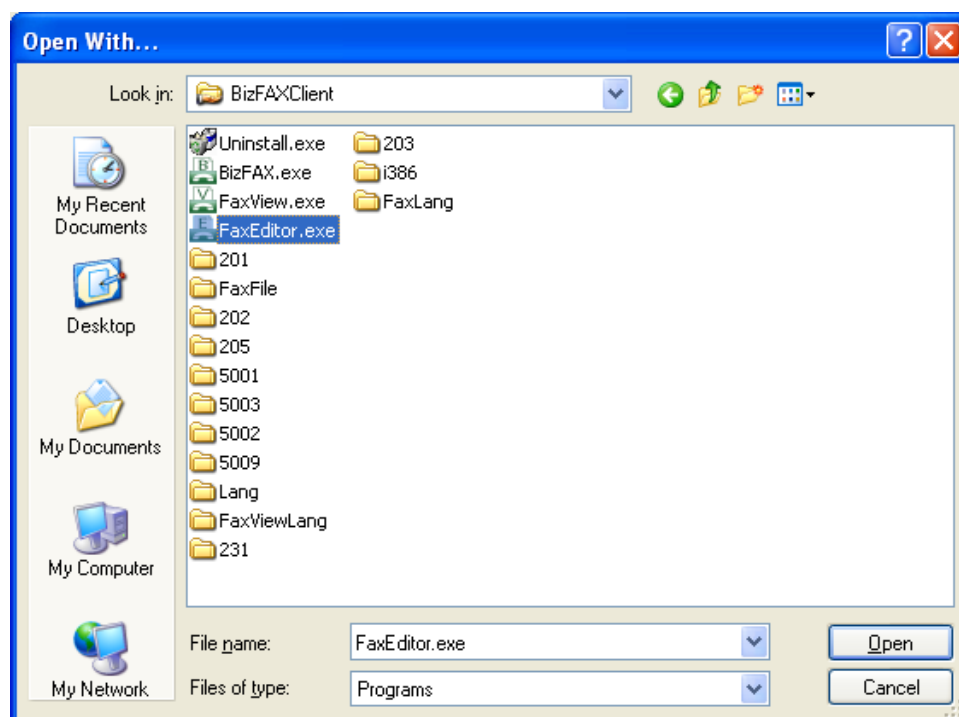 Open With...
Look in: BizFAXClient
My Recent
Documents
Desktop
My Documents
My Computer
My Network
Uninstall.exe
BizFAX.exe
FaxView.exe
FaxEditor.exe
201
FaxFile
202
205
5001
5003
5002
5009
Lang
FaxViewLang
231
203
i386
FaxLang
File name: FaxEditor.exe Open
Files of type: Programs Cancel